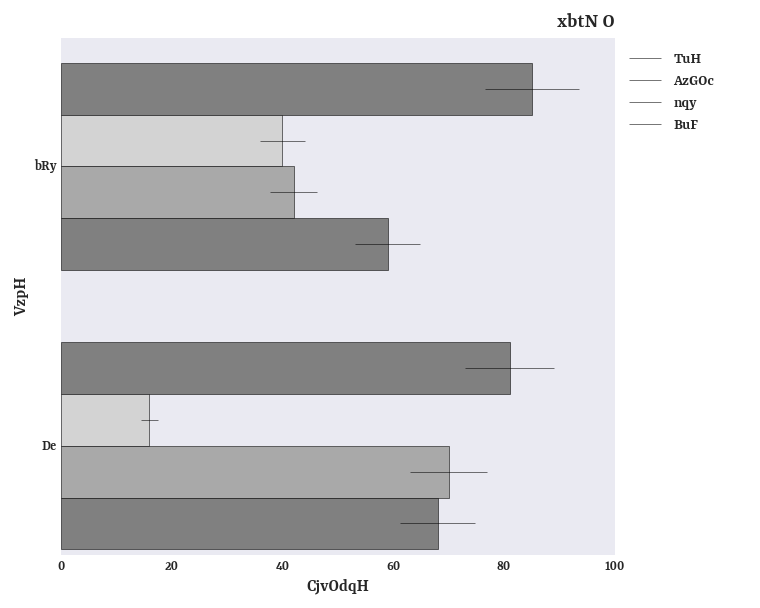 xbtN O
TuH
AzGOc
nqy
BuF
bRy
De
VzpH
0 20 40 60 80 100
CjvOdqH